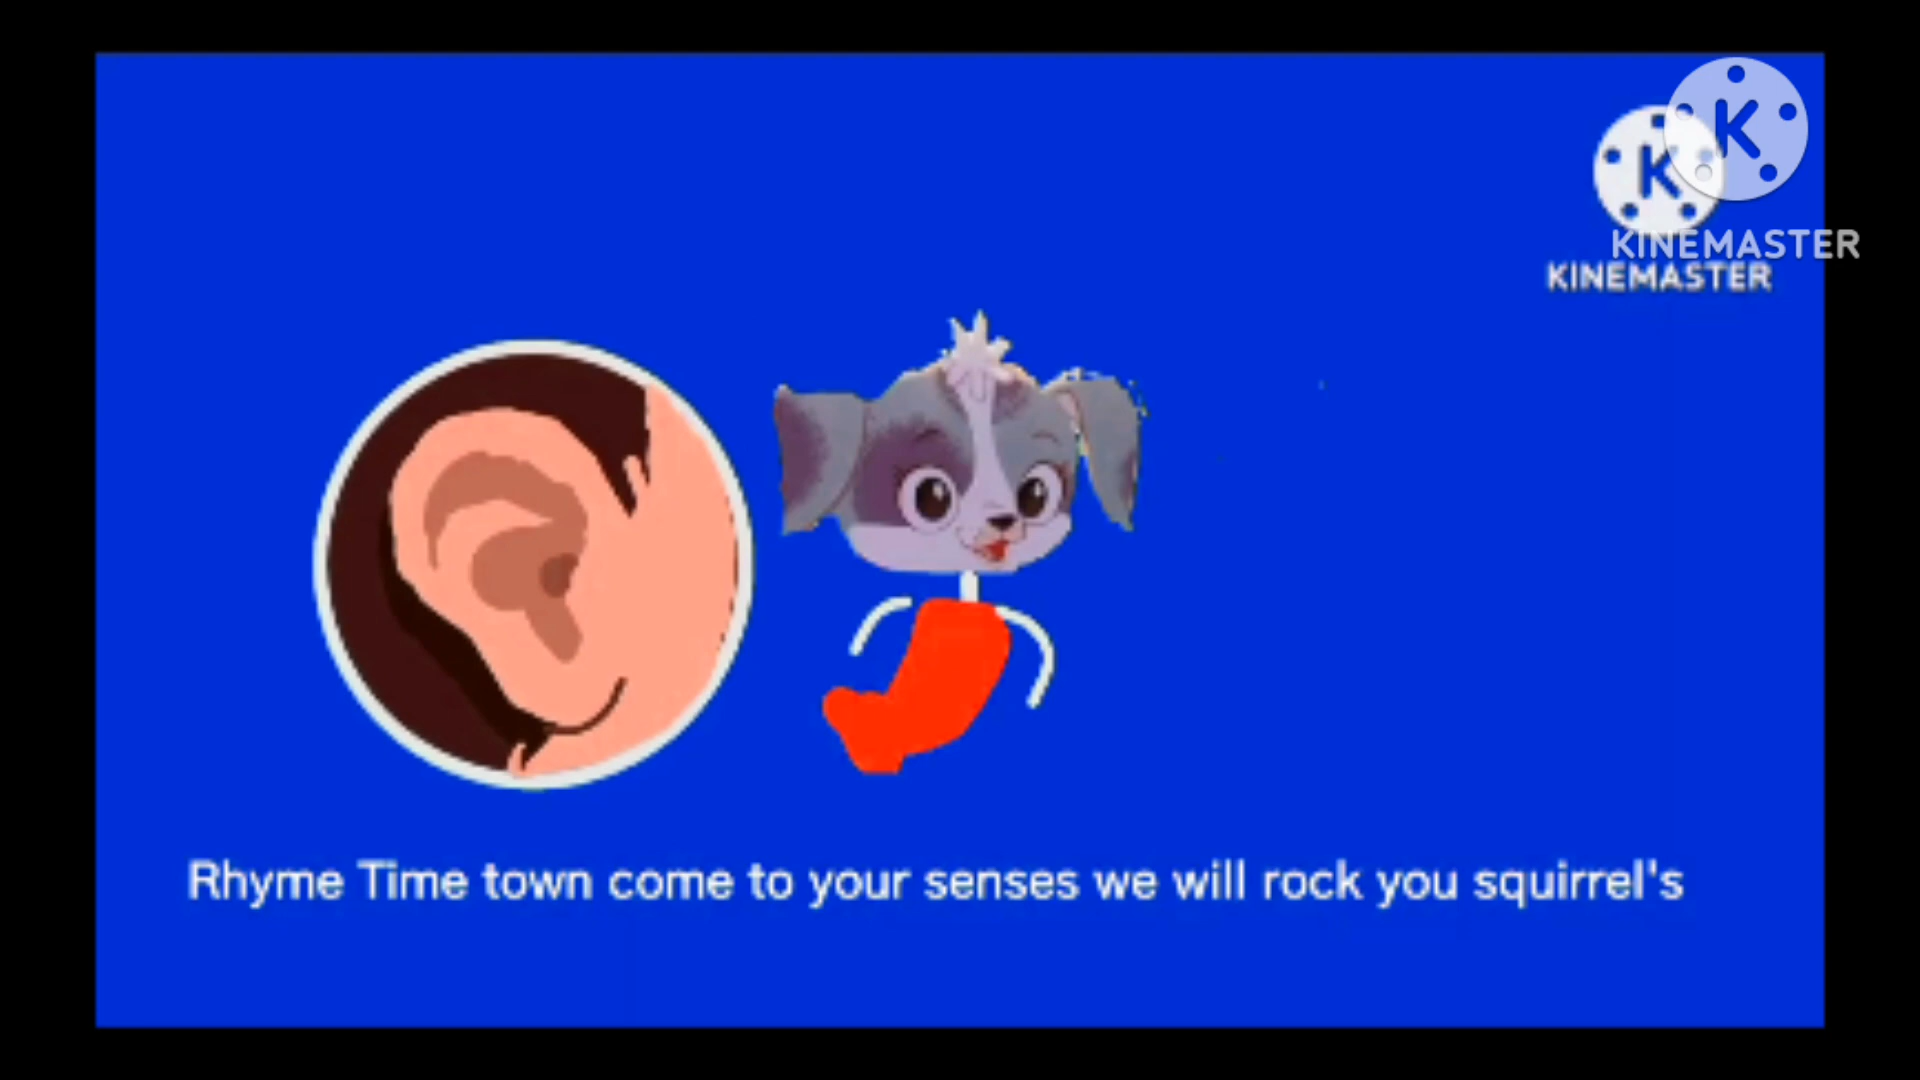 K
K
KINEMASTER
KINEMASTER
Rhyme Time town come to your senses we will rock you squirrel's